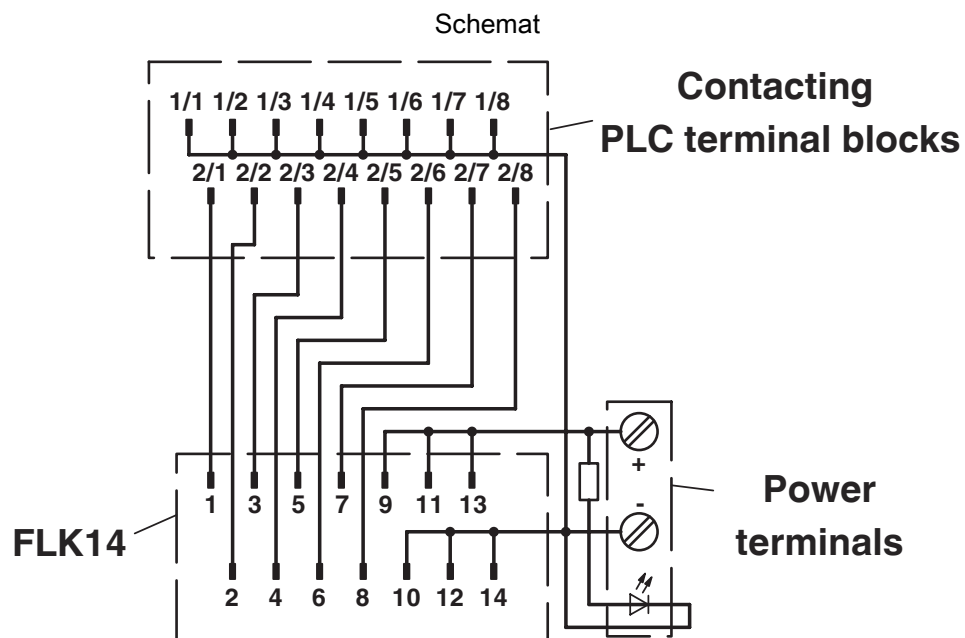 Schemat
1/1 1/2 1/3 1/4 1/5 1/6 1/7 1/8
Contacting
PLC terminal blocks
2/1 2/2 2/3 2/4 2/5 2/6 2/7 2/8
+
1 3 5 7 9 11 13
-
Power
terminals
FLK14
2 4 6 8 10 12 14